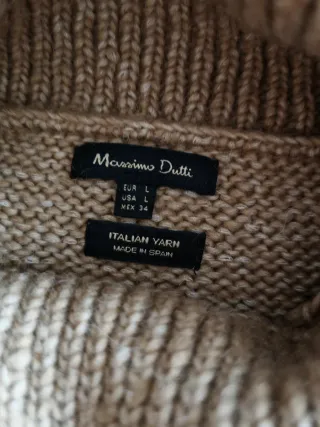 Massimo Dutti
EUR L
USA L
MEX 34
ITALIAN YARN
MADE IN SPAIN